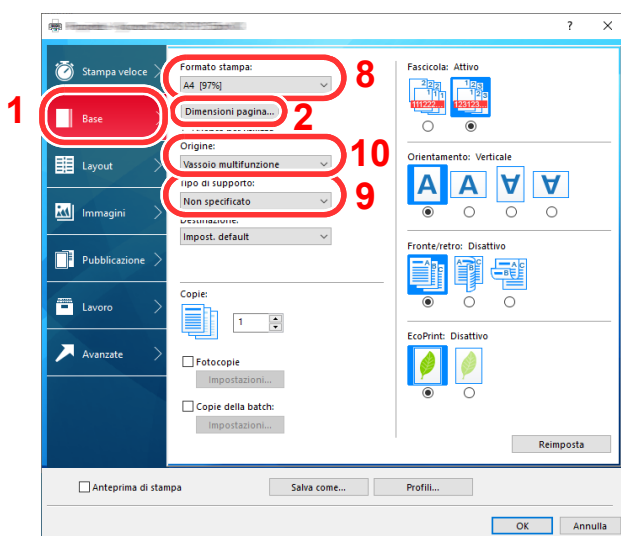 ? ×
Stampa veloce
Base
Layout
Immagini
Pubblicazione
Lavoro
Avanzate
1
Formato stampa:
A4 [97%]
8
Dimensioni pagina...
2
Origine:
Vassoio multifunzione
10
Tipo di supporto:
Non specificato
9
Destinazione:
Impost. default
Copie:
1
Fotocopie
Impostazioni...
Copie della batch:
Impostazioni...
Fascicola: Attivo
Orientamento: Verticale
A A A A
Fronte/retro: Disattivo
EcoPrint: Disattivo
Reimposta
Anteprima di stampa
Salva come...
Profili...
OK
Annulla